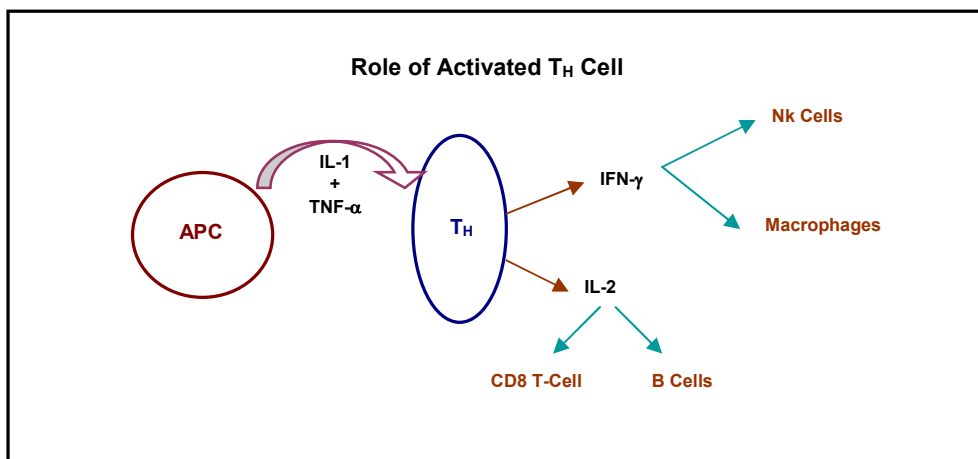 Role of Activated TH Cell
Nk Cells
IL-1
+
TNF-α
IFN-γ
APC
TH
Macrophages
IL-2
CD8 T-Cell
B Cells